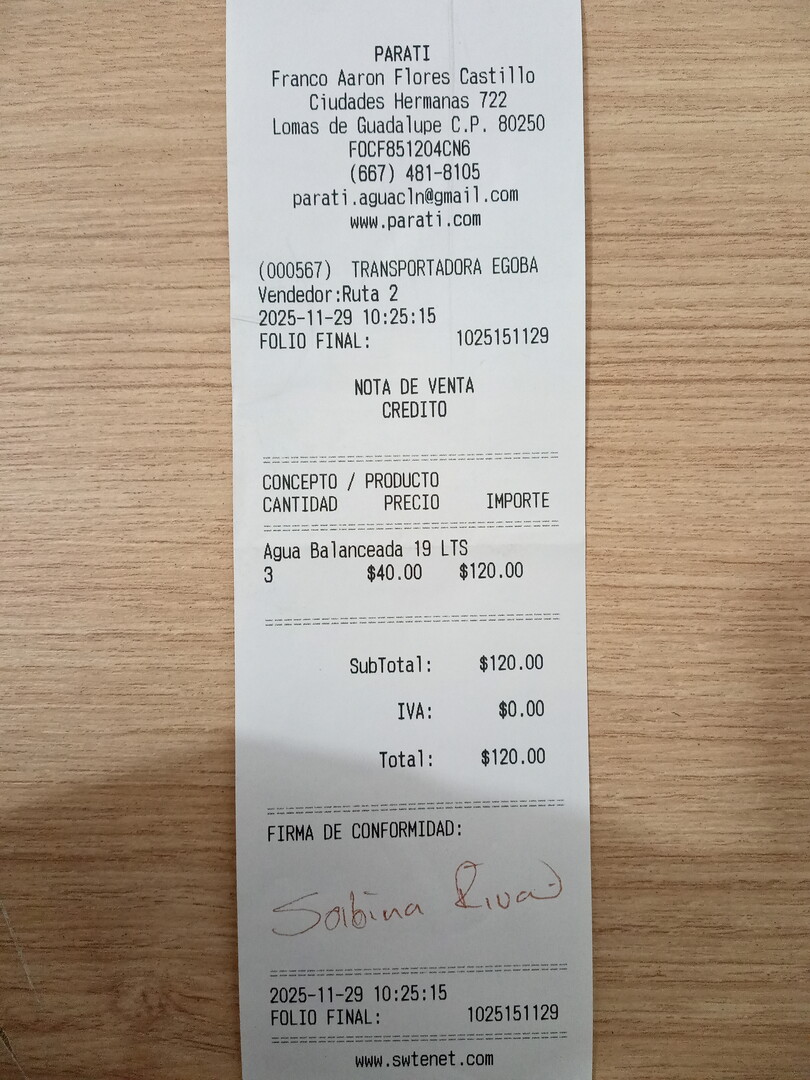 PARATI
Franco Aaron Flores Castillo
Ciudades Hermanas 722
Lomas de Guadalupe C.P. 80250
FOCF851204CN6
(667) 481-8105
parati.aguacln@gmail.com
www.parati.com
(000567) TRANSPORTADORA EGOBA
Vendedor:Ruta 2
2025-11-29 10:25:15
FOLIO FINAL: 1025151129
NOTA DE VENTA
CREDITO
CONCEPTO / PRODUCTO
CANTIDAD PRECIO IMPORTE
Agua Balanceada 19 LTS
3 $40.00 $120.00
SubTotal: $120.00
IVA: $0.00
Total: $120.00
FIRMA DE CONFORMIDAD:
Sabina
2025-11-29 10:25:15
FOLIO FINAL: 1025151129
www.swtenet.com